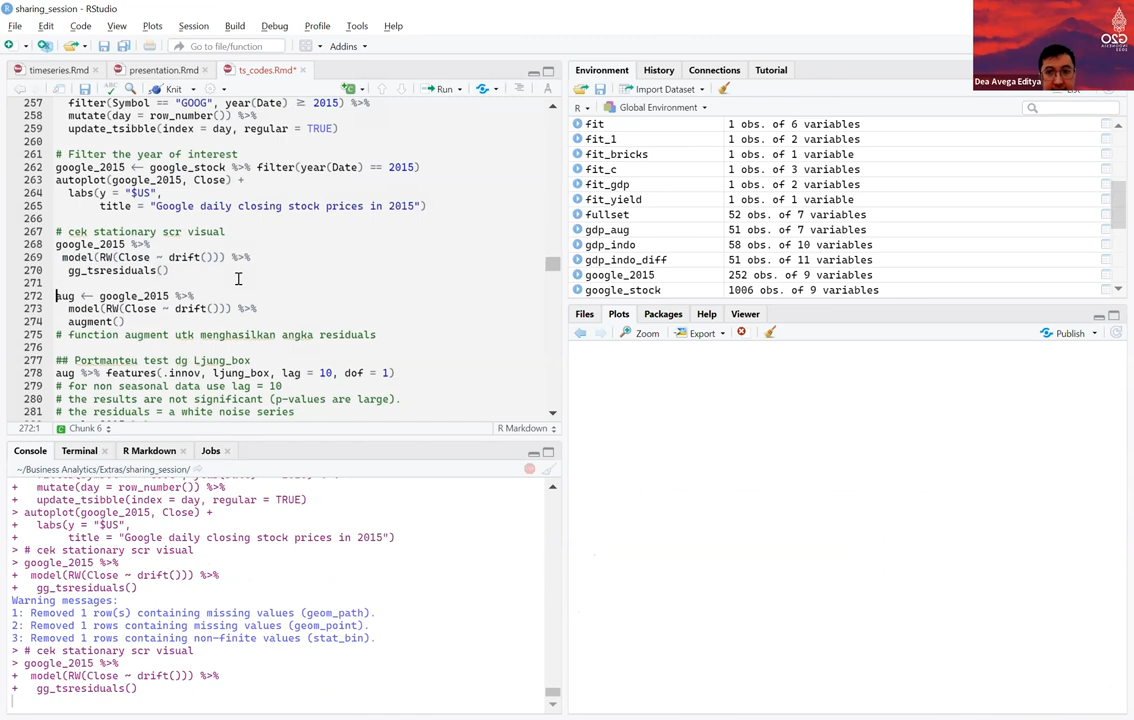 sharing_session - RStudio
File Edit Code View Plots Session Build Debug Profile Tools Help
Go to file/function Addins
timeseries.Rmd presentation.Rmd ts_codes.Rmd*
Knit Run
257 filter(Symbol == "GOOG", year(Date) ≥ 2015) %>%
258 mutate(day = row_number()) %>%
259 update_tsibble(index = day, regular = TRUE)
260
261 # Filter the year of interest
262 google_2015 <- google_stock %>% filter(year(Date) == 2015)
263 autoplot(google_2015, Close) +
264 labs(y = "$US",
265 title = "Google daily closing stock prices in 2015")
266
267 # cek stationary scr visual
268 google_2015 %>%
269 model(RW(Close ~ drift())) %>%
270 gg_tsresiduals()
271
272 aug <- google_2015 %>%
273 model(RW(Close ~ drift())) %>%
274 augment()
275 # function augment utk menghasilkan angka residuals
276
277 ## Portmanteu test dg Ljung_box
278 aug %>% features(.innov, ljung_box, lag = 10, dof = 1)
279 # for non seasonal data use lag = 10
280 # the results are not significant (p-values are large).
281 # the residuals = a white noise series
272:1 Chunk 6 R Markdown
Console Terminal R Markdown Jobs
~/Business Analytics/Extras/sharing_session/
+ mutate(day = row_number()) %>%
+ update_tsibble(index = day, regular = TRUE)
> autoplot(google_2015, Close) +
+ labs(y = "$US",
+ title = "Google daily closing stock prices in 2015")
> # cek stationary scr visual
> google_2015 %>%
+ model(RW(Close ~ drift())) %>%
+ gg_tsresiduals()
Warning messages:
1: Removed 1 row(s) containing missing values (geom_path).
2: Removed 1 rows containing missing values (geom_point).
3: Removed 1 rows containing non-finite values (stat_bin).
> # cek stationary scr visual
> google_2015 %>%
+ model(RW(Close ~ drift())) %>%
+ gg_tsresiduals()
Environment History Connections Tutorial
Import Dataset
R Global Environment
fit 1 obs. of 6 variables
fit_1 1 obs. of 2 variables
fit_bricks 1 obs. of 1 variable
fit_c 1 obs. of 3 variables
fit_gdp 1 obs. of 2 variables
fit_yield 1 obs. of 1 variable
fullset 52 obs. of 7 variables
gdp_aug 51 obs. of 7 variables
gdp_indo 58 obs. of 10 variables
gdp_indo_diff 51 obs. of 11 variables
google_2015 252 obs. of 9 variables
google_stock 1006 obs. of 9 variables
Files Plots Packages Help Viewer
Zoom Export Publish
G20
Dea Avega Editya